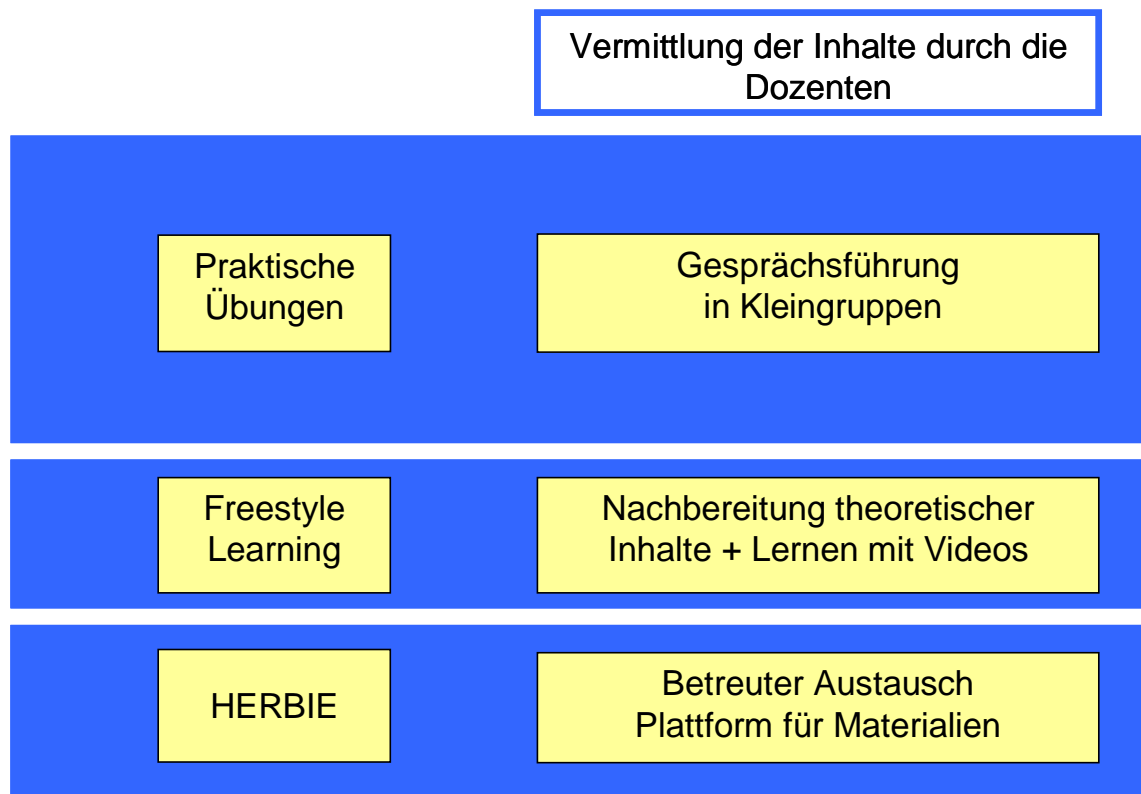 Vermittlung der Inhalte durch die
Dozenten
Praktische
Übungen
Gesprächsführung
in Kleingruppen
Freestyle
Learning
Nachbereitung theoretischer
Inhalte + Lernen mit Videos
HERBIE
Betreuter Austausch
Plattform für Materialien